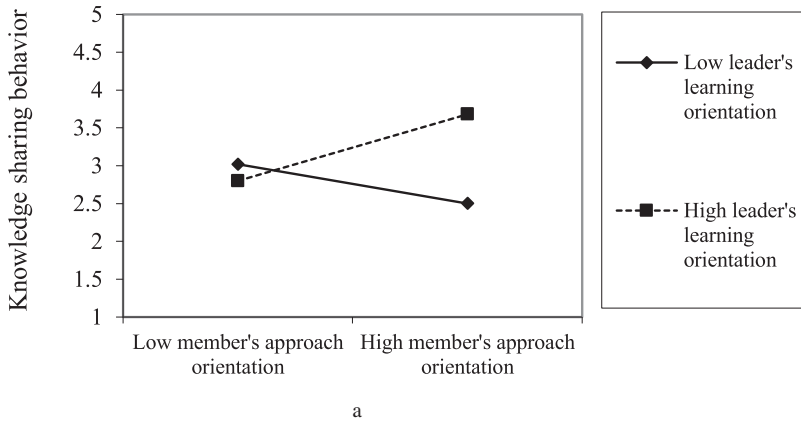 Knowledge sharing behavior
5
4.5
4
3.5
3
2.5
2
1.5
1
Low member's approach
orientation
High member's approach
orientation
Low leader's
learning
orientation
High leader's
learning
orientation
a